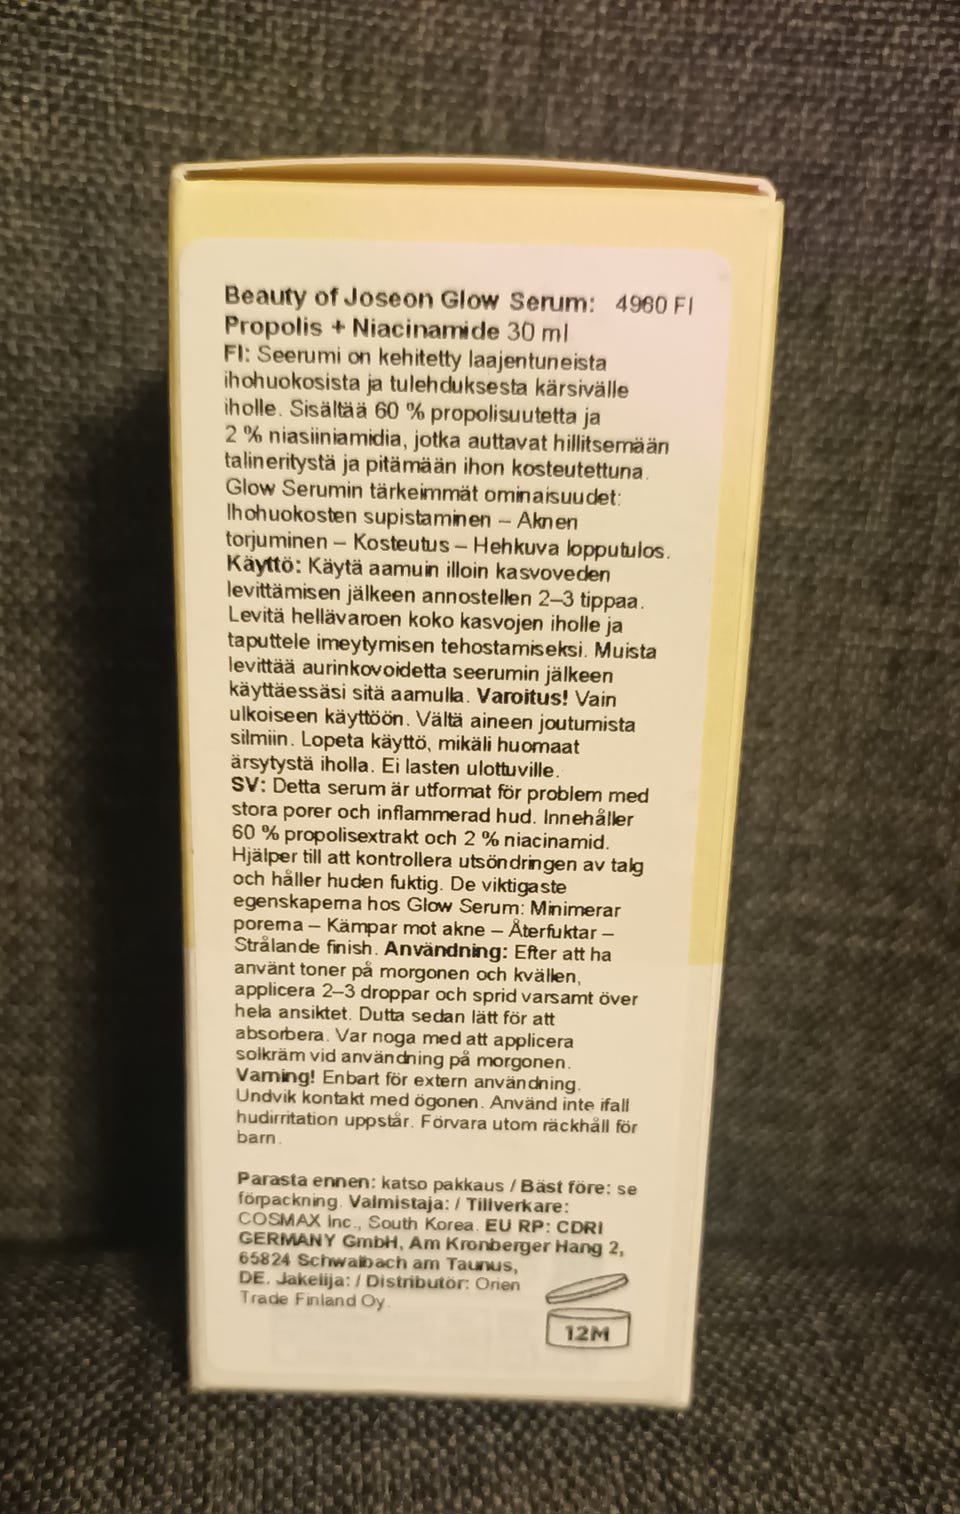 Beauty of Joseon Glow Serum: 4960 FI
Propolis + Niacinamide 30 ml
FI: Seerumi on kehitetty laajentuneista
ihohuokosista ja tulehduksesta kärsivälle
iholle. Sisältää 60 % propolisuutetta ja
2 % niasiiniamidia, jotka auttavat hillitsemään
talineritystä ja pitämään ihon kosteutettuna.
Glow Serumin tärkeimmät ominaisuudet:
Ihohuokosten supistaminen – Aknen
torjuminen – Kosteutus – Hehkuva lopputulos.
Käyttö: Käytä aamuin illoin kasvoveden
levittämisen jälkeen annostellen 2–3 tippaa.
Levitä hellävaroen koko kasvojen iholle ja
taputtele imeytymisen tehostamiseksi. Muista
levittää aurinkovoidetta seerumin jälkeen
käyttäessäsi sitä aamulla. Varoitus! Vain
ulkoiseen käyttöön. Vältä aineen joutumista
silmiin. Lopeta käyttö, mikäli huomaat
ärsytystä iholla. Ei lasten ulottuville.
SV: Detta serum är utformat för problem med
stora porer och inflammerad hud. Innehåller
60 % propolisextrakt och 2 % niacinamid.
Hjälper till att kontrollera utsöndringen av talg
och håller huden fuktig. De viktigaste
egenskaperna hos Glow Serum: Minimerar
porerna – Kämpar mot akne – Återfuktar –
Strålande finish. Användning: Efter att ha
använt toner på morgonen och kvällen,
applicera 2–3 droppar och sprid varsamt över
hela ansiktet. Dutta sedan lätt för att
absorbera. Var noga med att applicera
solkräm vid användning på morgonen.
Varning! Enbart för extern användning.
Undvik kontakt med ögonen. Använd inte ifall
hudirritation uppstår. Förvara utom räckhåll för
barn.
Parasta ennen: katso pakkaus / Bäst före: se
förpackning. Valmistaja: / Tillverkare:
COSMAX Inc., South Korea. EU RP: CDRI
GERMANY GmbH, Am Kronberger Hang 2,
65824 Schwalbach am Taunus,
DE. Jakelija: / Distributör: Orien
Trade Finland Oy.
12M